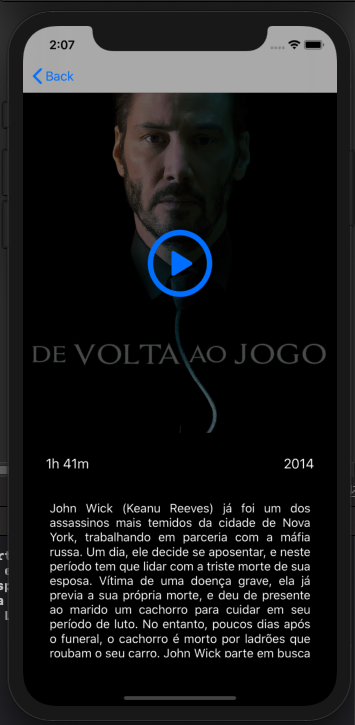 2:07
Back
DE VOLTA AO JOGO
1h 41m
2014
John Wick (Keanu Reeves) já foi um dos
assassinos mais temidos da cidade de Nova
York, trabalhando em parceria com a máfia
russa. Um dia, ele decide se aposentar, e neste
período tem que lidar com a triste morte de sua
esposa. Vítima de uma doença grave, ela já
previa a sua própria morte, e deu de presente
ao marido um cachorro para cuidar em seu
período de luto. No entanto, poucos dias após
o funeral, o cachorro é morto por ladrões que
roubam o seu carro. John Wick parte em busca